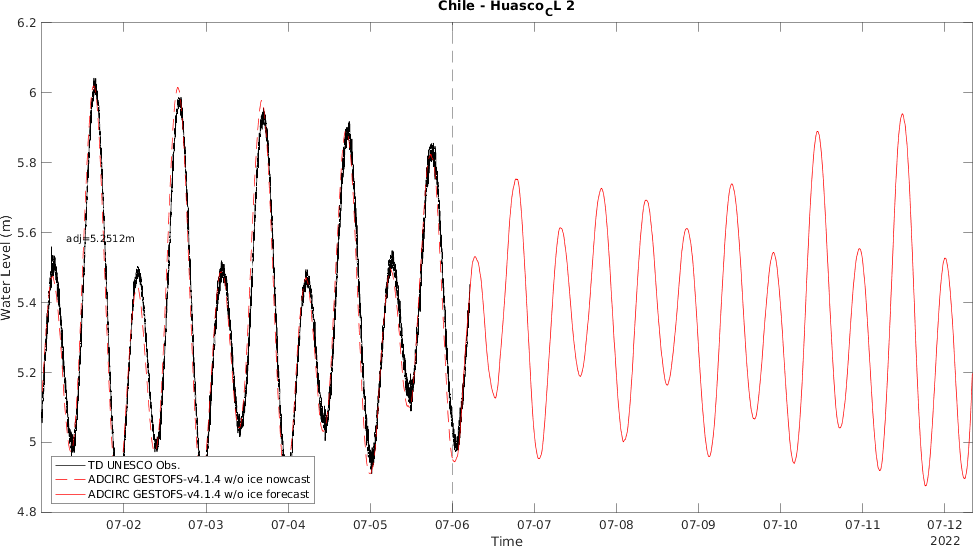 Chile - Huasco_CL 2
6.2
6
5.8
5.6
5.4
5.2
5
4.8
Water Level (m)
adj=5.2512m
TD UNESCO Obs.
ADCIRC GESTOFS-v4.1.4 w/o ice nowcast
ADCIRC GESTOFS-v4.1.4 w/o ice forecast
07-02 07-03 07-04 07-05 07-06 07-07 07-08 07-09 07-10 07-11 07-12
Time
2022